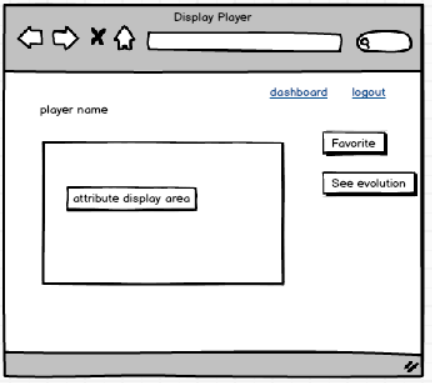 Display Player
dashboard logout
player name
Favorite
See evolution
attribute display area